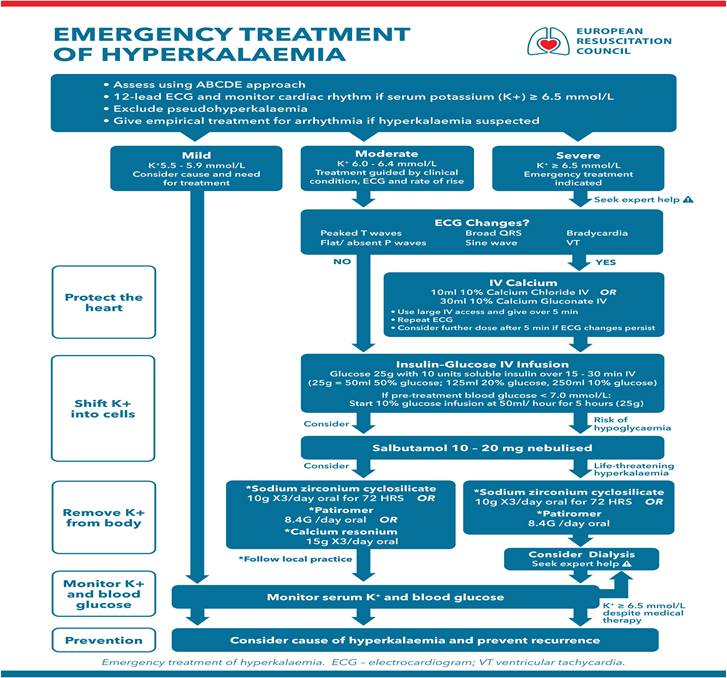 EMERGENCY TREATMENT
OF HYPERKALAEMIA
EUROPEAN
RESUSCITATION
COUNCIL
• Assess using ABCDE approach
• 12-lead ECG and monitor cardiac rhythm if serum potassium (K+) ≥ 6.5 mmol/L
• Exclude pseudohyperkalaemia
• Give empirical treatment for arrhythmia if hyperkalaemia suspected
Mild
K⁺5.5 - 5.9 mmol/L
Consider cause and need
for treatment
Moderate
K⁺ 6.0 - 6.4 mmol/L
Treatment guided by clinical
condition, ECG and rate of rise
Severe
K⁺ ≥ 6.5 mmol/L
Emergency treatment
indicated
Seek expert help
ECG Changes?
Peaked T waves Broad QRS Bradycardia
Flat/ absent P waves Sine wave VT
NO
YES
Protect the
heart
IV Calcium
10ml 10% Calcium Chloride IV OR
30ml 10% Calcium Gluconate IV
• Use large IV access and give over 5 min
• Repeat ECG
• Consider further dose after 5 min if ECG changes persist
Shift K+
into cells
Insulin–Glucose IV Infusion
Glucose 25g with 10 units soluble insulin over 15 - 30 min IV
(25g = 50ml 50% glucose; 125ml 20% glucose, 250ml 10% glucose)
If pre-treatment blood glucose < 7.0 mmol/L:
Start 10% glucose infusion at 50ml/ hour for 5 hours (25g)
Consider
Risk of
hypoglycaemia
Salbutamol 10 – 20 mg nebulised
Consider
Life-threatening
hyperkalaemia
Remove K+
from body
*Sodium zirconium cyclosilicate
10g X3/day oral for 72 HRS OR
*Patiromer
8.4G /day oral OR
*Calcium resonium
15g X3/day oral
*Follow local practice
*Sodium zirconium cyclosilicate
10g X3/day oral for 72 HRS OR
*Patiromer
8.4G /day oral
Consider Dialysis
Seek expert help
Monitor K+
and blood
glucose
Monitor serum K⁺ and blood glucose
K⁺ ≥ 6.5 mmol/L
despite medical
therapy
Prevention
Consider cause of hyperkalaemia and prevent recurrence
Emergency treatment of hyperkalaemia. ECG – electrocardiogram; VT ventricular tachycardia.